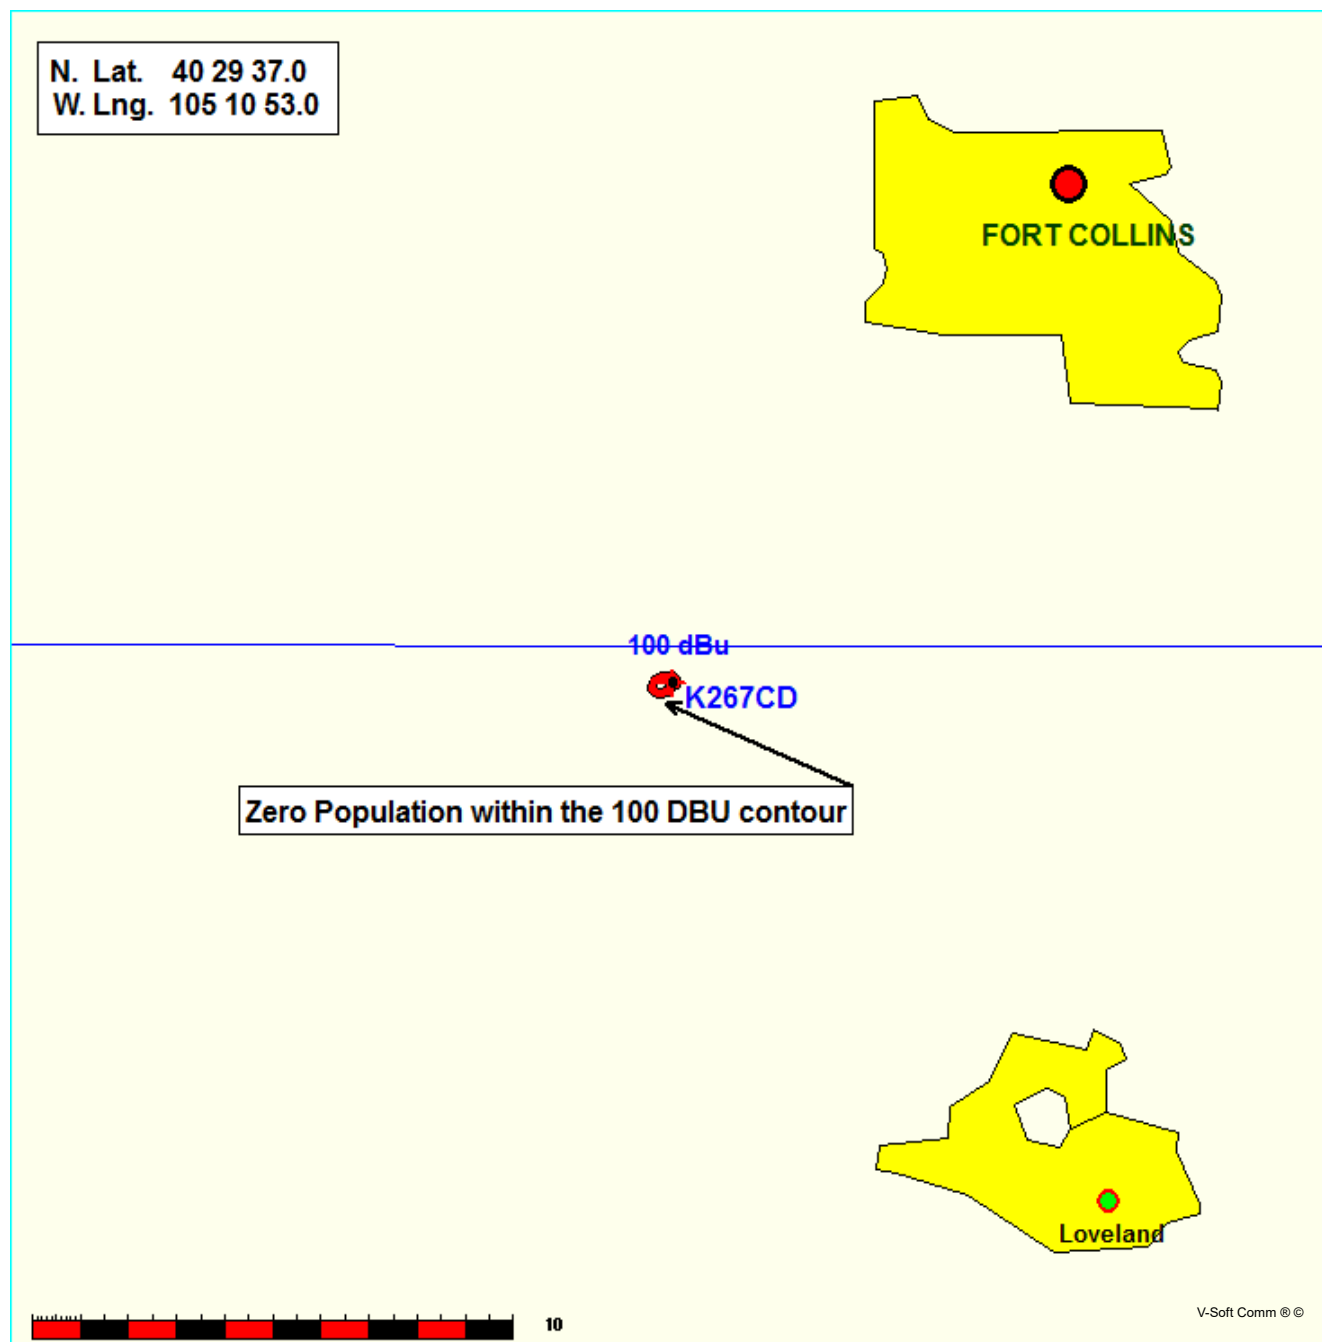 N. Lat. 40 29 37.0
W. Lng. 105 10 53.0
FORT COLLINS
100 dBu
K267CD
Zero Population within the 100 DBU contour
Loveland
10
V-Soft Comm ® ©